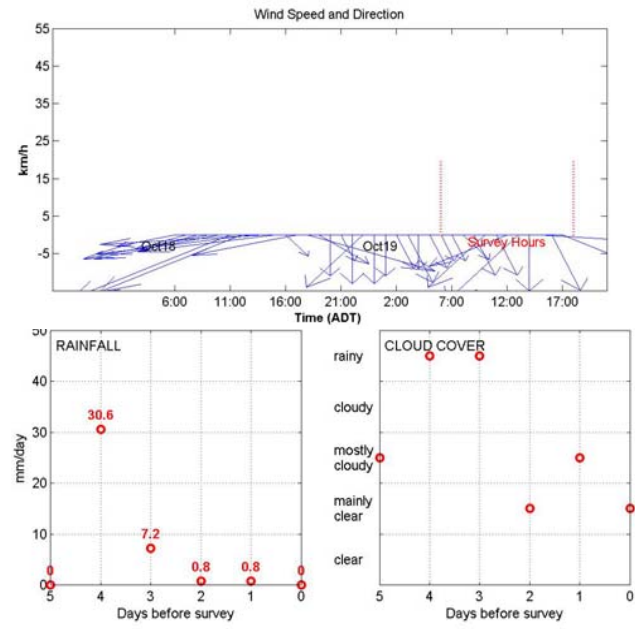 Wind Speed and Direction
55
45
35
25
15
5
-5
km/h
Oct18
Oct19
Survey Hours
6:00 11:00 16:00 21:00 2:00 7:00 12:00 17:00
Time (ADT)
RAINFALL
50
40
30
20
10
0
mm/day
0
30.6
7.2
0.8
0.8
0
5 4 3 2 1 0
Days before survey
CLOUD COVER
rainy
cloudy
mostly
cloudy
mainly
clear
clear
5 4 3 2 1 0
Days before survey